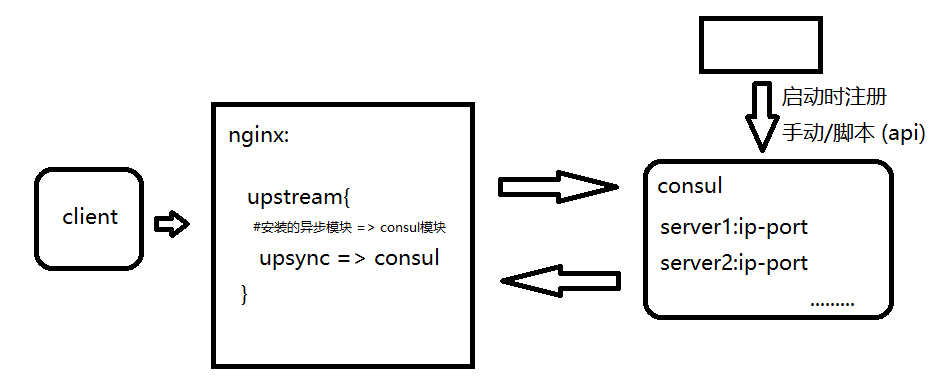 启动时注册
手动/脚本 (api)
nginx:
upstream{
#安装的异步模块 => consul模块
upsync => consul
}
client
consul
server1:ip-port
server2:ip-port
.........